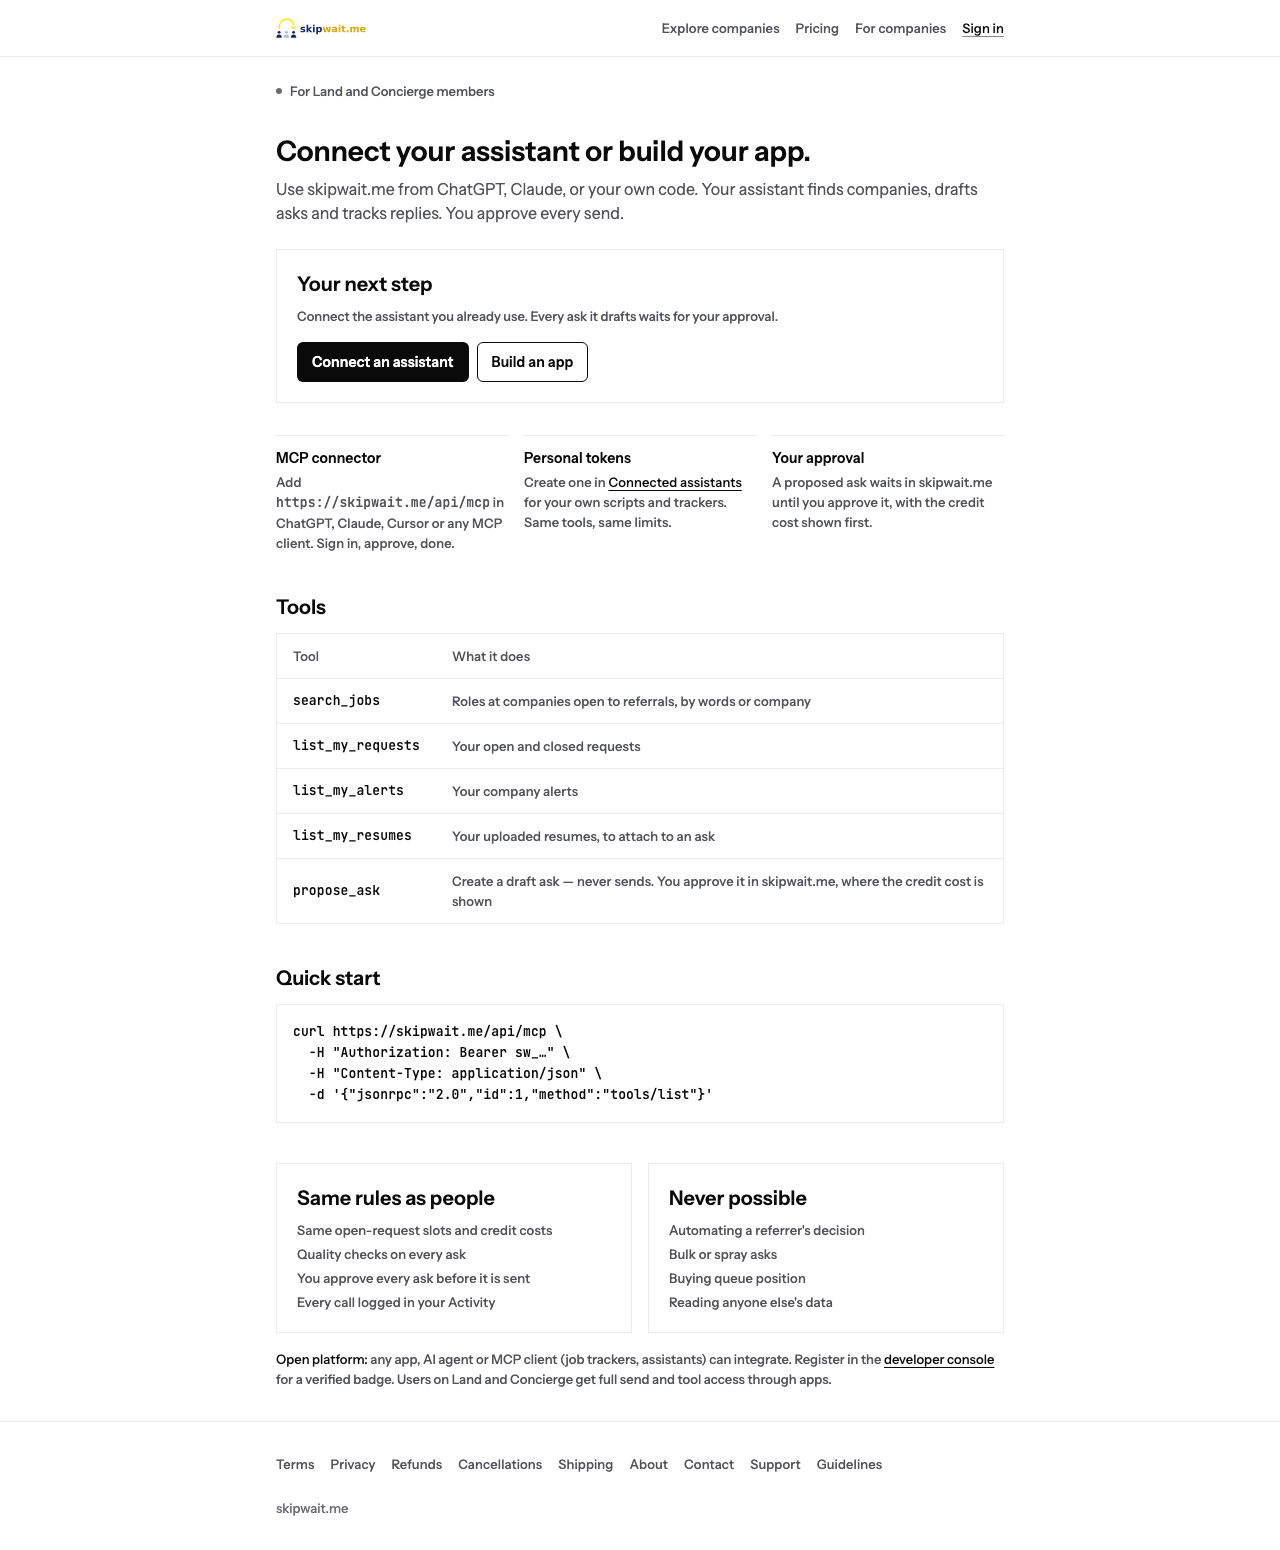 skipwait.me
Explore companies
Pricing
For companies
Sign in
For Land and Concierge members
Connect your assistant or build your app.
Use skipwait.me from ChatGPT, Claude, or your own code. Your assistant finds companies, drafts
asks and tracks replies. You approve every send.
Your next step
Connect the assistant you already use. Every ask it drafts waits for your approval.
Connect an assistant
Build an app
MCP connector
Add
https://skipwait.me/api/mcp in
ChatGPT, Claude, Cursor or any MCP
client. Sign in, approve, done.
Personal tokens
Create one in Connected assistants
for your own scripts and trackers.
Same tools, same limits.
Your approval
A proposed ask waits in skipwait.me
until you approve it, with the credit
cost shown first.
Tools
Tool
What it does
search_jobs
Roles at companies open to referrals, by words or company
list_my_requests
Your open and closed requests
list_my_alerts
Your company alerts
list_my_resumes
Your uploaded resumes, to attach to an ask
propose_ask
Create a draft ask — never sends. You approve it in skipwait.me, where the credit cost is
shown
Quick start
curl https://skipwait.me/api/mcp \
  -H "Authorization: Bearer sw_…" \
  -H "Content-Type: application/json" \
  -d '{"jsonrpc":"2.0","id":1,"method":"tools/list"}'
Same rules as people
Same open-request slots and credit costs
Quality checks on every ask
You approve every ask before it is sent
Every call logged in your Activity
Never possible
Automating a referrer's decision
Bulk or spray asks
Buying queue position
Reading anyone else's data
Open platform: any app, AI agent or MCP client (job trackers, assistants) can integrate. Register in the developer console
for a verified badge. Users on Land and Concierge get full send and tool access through apps.
Terms
Privacy
Refunds
Cancellations
Shipping
About
Contact
Support
Guidelines
skipwait.me